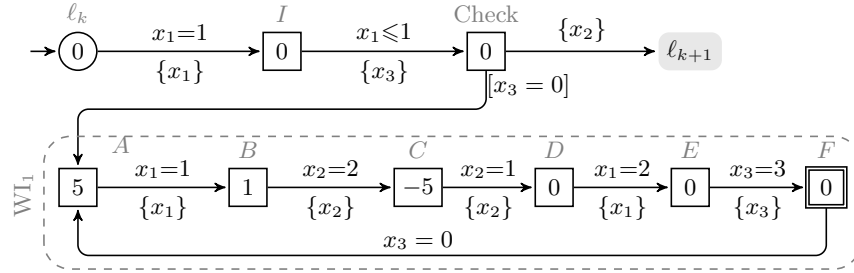 ℓₖ I Check
0 x₁=1 {x₁} 0 x₁⩽1 {x₃} 0 {x₂} ℓₖ₊₁
[x₃ = 0]
WI₁
A B C D E F
5 x₁=1 {x₁} 1 x₂=2 {x₂} −5 x₂=1 {x₂} 0 x₁=2 {x₁} 0 x₃=3 {x₃} 0
x₃ = 0